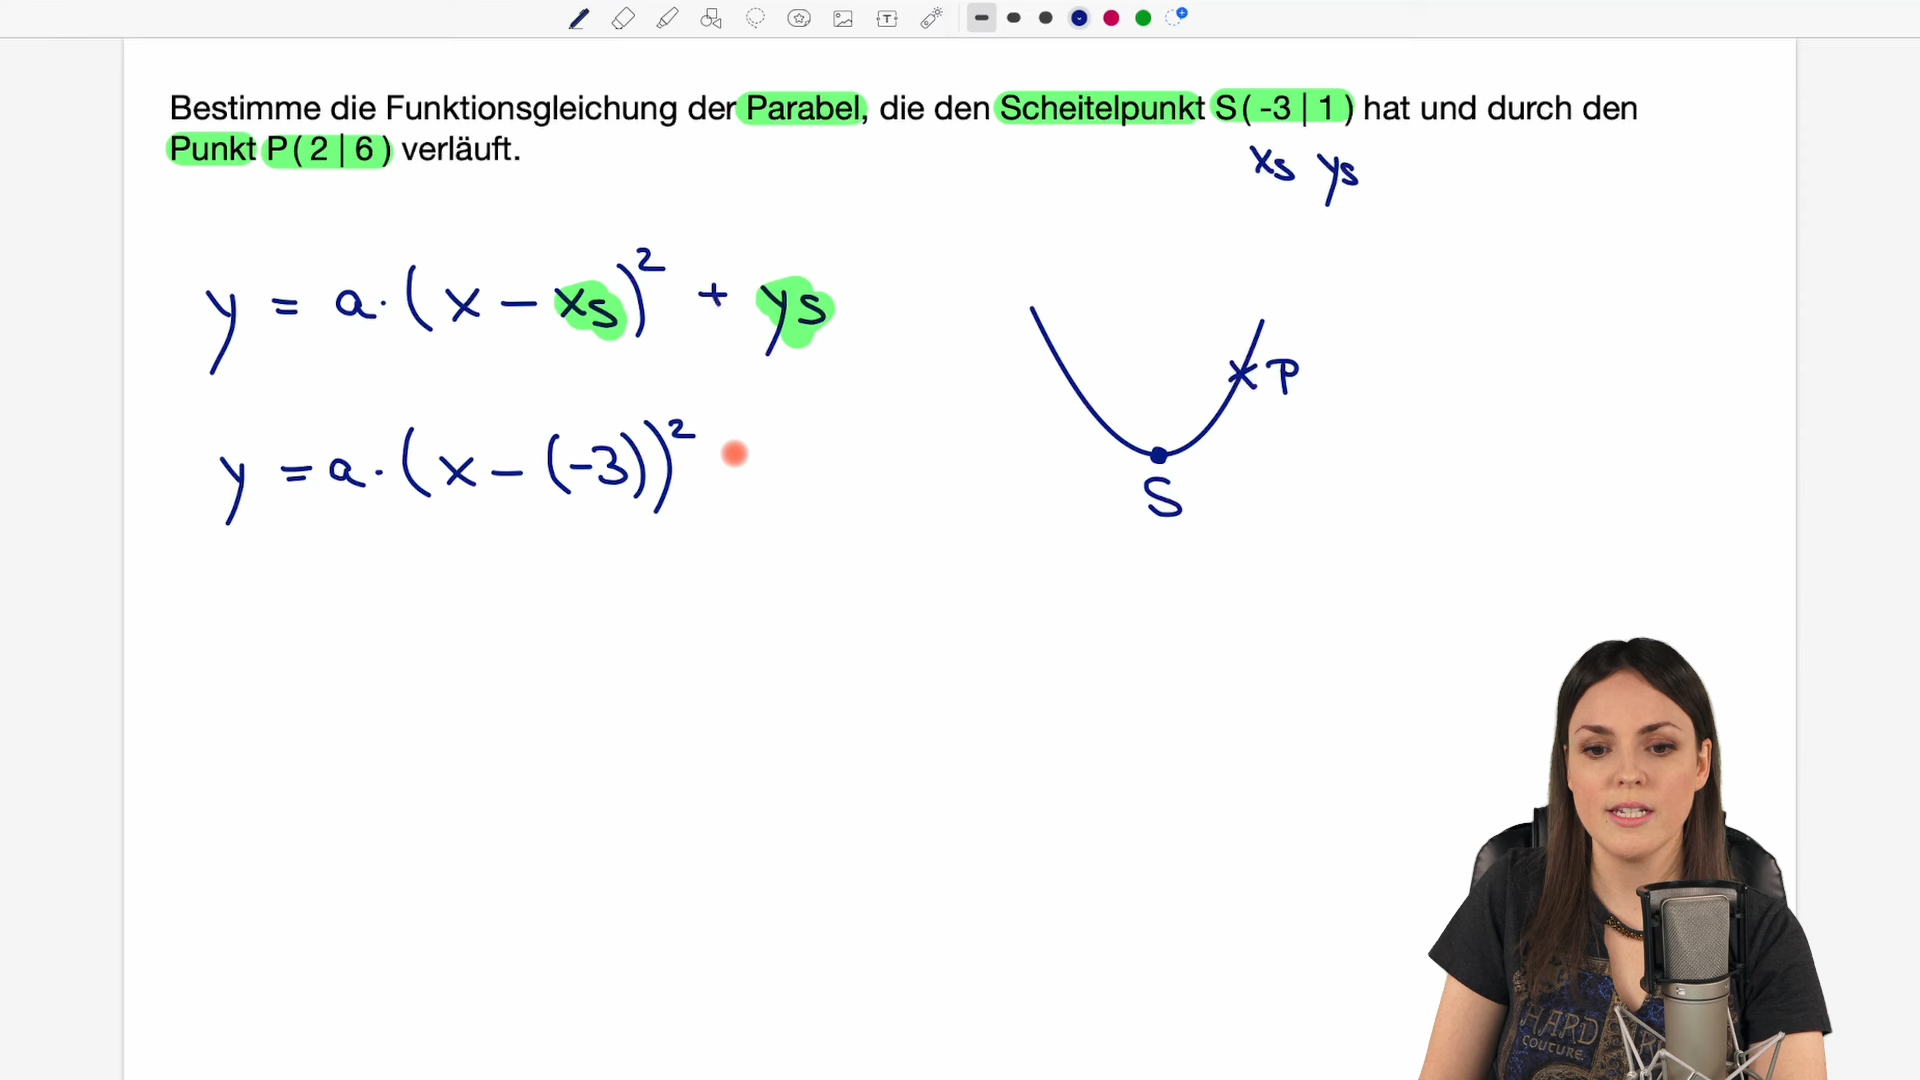 Bestimme die Funktionsgleichung der Parabel, die den Scheitelpunkt S( -3 | 1 ) hat und durch den
Punkt P( 2 | 6 ) verläuft.
xs ys
y = a · ( x - xs )² + ys
P
y = a · ( x - (-3) )²
S
T
HARD
COUTURE